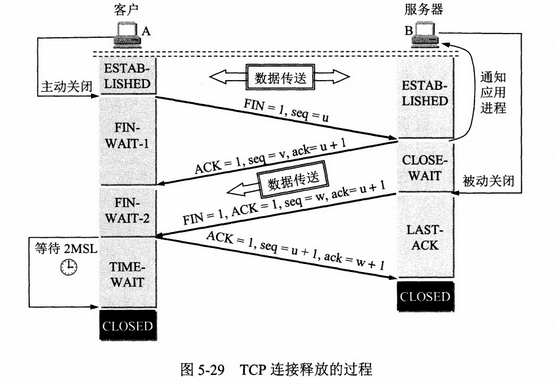 客户
服务器
A
B
ESTAB-
LISHED
数据传送
ESTAB-
LISHED
通知
应用
进程
主动关闭
FIN = 1, seq = u
FIN-
WAIT-1
ACK = 1, seq = v, ack= u + 1
CLOSE-
WAIT
数据传送
被动关闭
FIN = 1, ACK = 1, seq = w, ack= u + 1
FIN-
WAIT-2
ACK = 1, seq = u + 1, ack = w + 1
LAST-
ACK
等待 2MSL
TIME-
WAIT
CLOSED
CLOSED
图 5-29 TCP 连接释放的过程